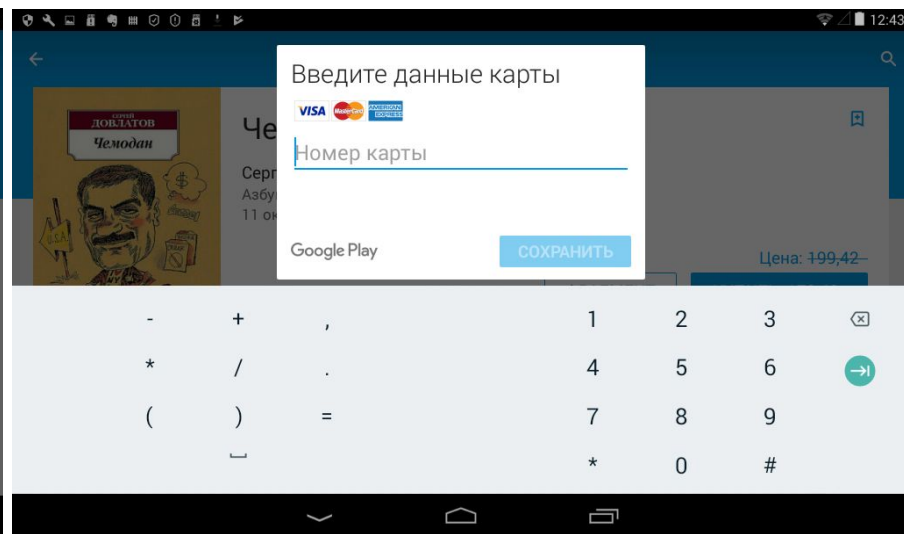 12:43
Введите данные карты
VISA MasterCard AMERICAN EXPRESS
Номер карты
Google Play
СОХРАНИТЬ
СЕРГЕЙ
ДОВЛАТОВ
Чемодан
U.S.A.
Че
Серг
Азбу
11 ок
Цена: 199,42
- + , 1 2 3
* / . 4 5 6
( ) = 7 8 9
* 0 #